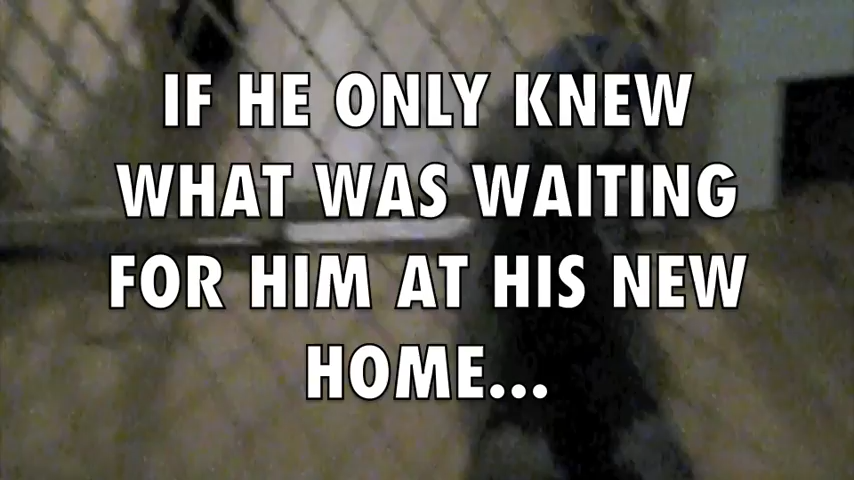 IF HE ONLY KNEW
WHAT WAS WAITING
FOR HIM AT HIS NEW
HOME...